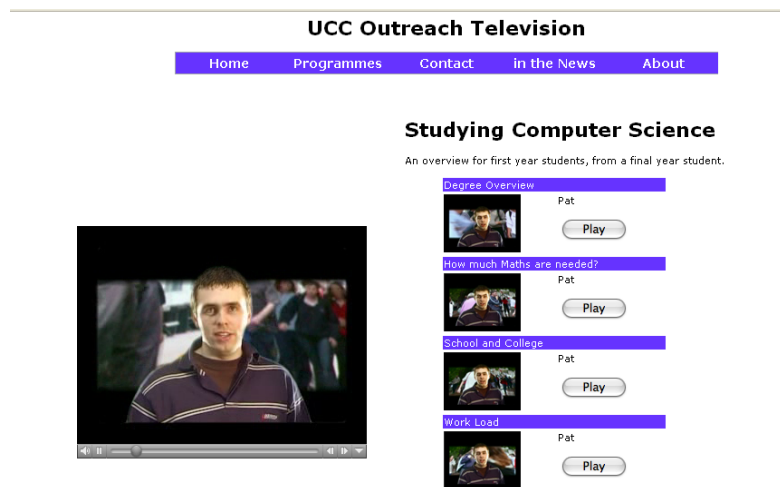 UCC Outreach Television
Home Programmes Contact in the News About
Studying Computer Science
An overview for first year students, from a final year student.
Degree Overview
Pat
Play
How much Maths are needed?
Pat
Play
School and College
Pat
Play
Work Load
Pat
Play